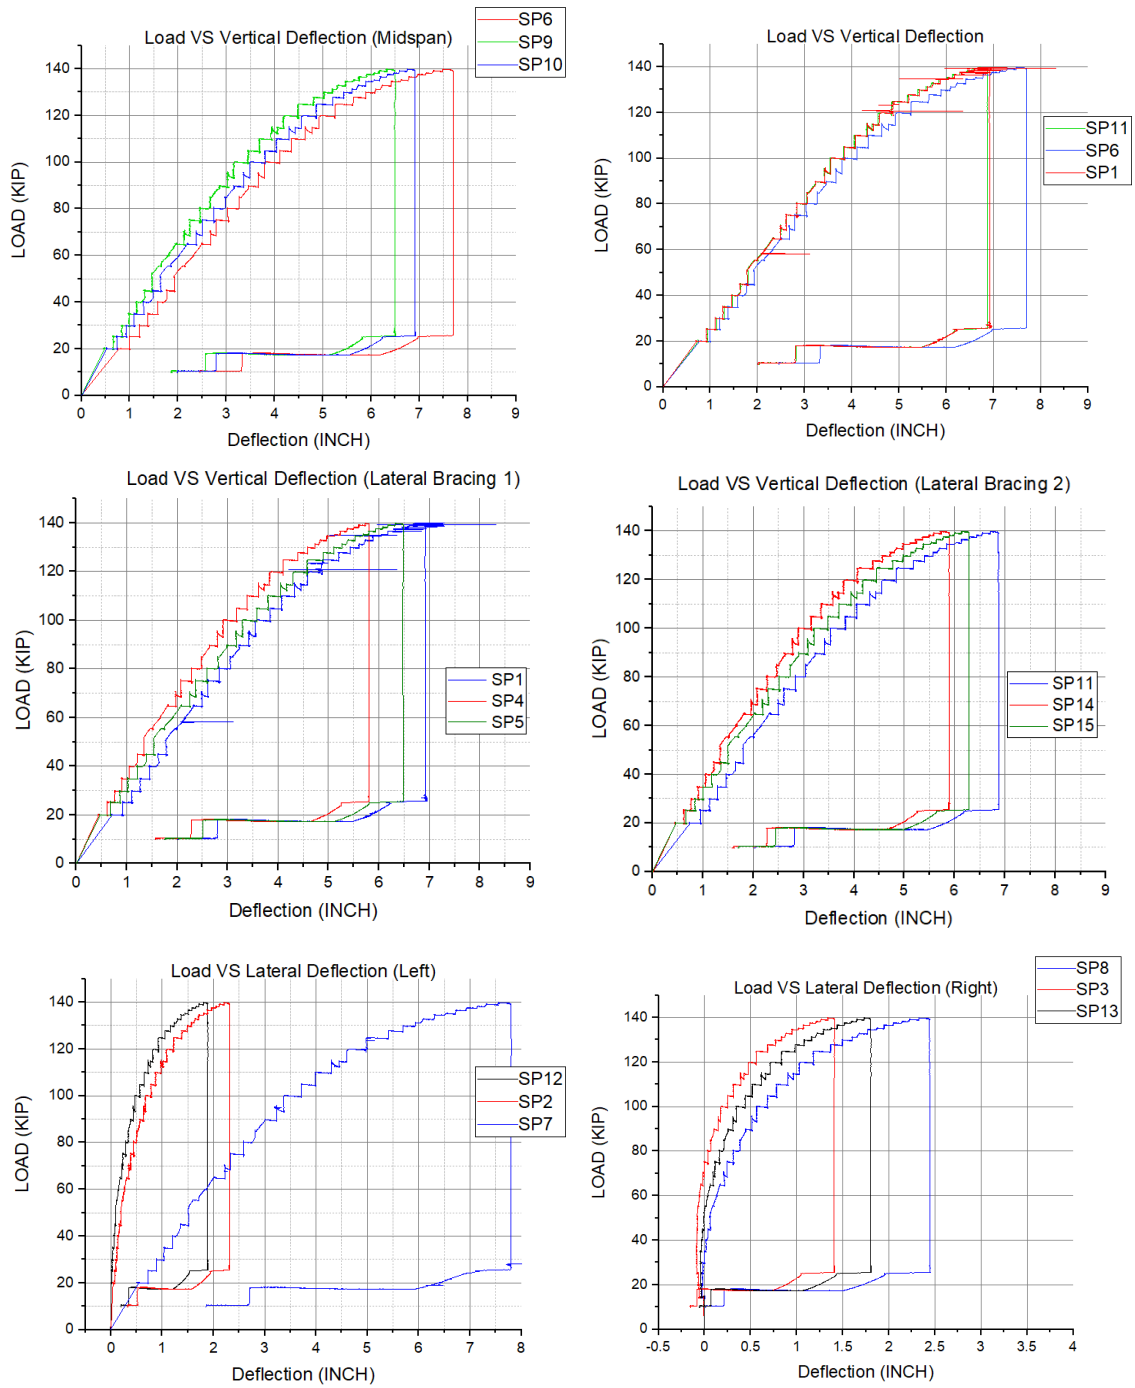 Load VS Vertical Deflection (Midspan)
SP6
SP9
SP10
LOAD (KIP)
140
120
100
80
60
40
20
0
0 1 2 3 4 5 6 7 8 9
Deflection (INCH)
Load VS Vertical Deflection
SP11
SP6
SP1
LOAD (KIP)
140
120
100
80
60
40
20
0
0 1 2 3 4 5 6 7 8 9
Deflection (INCH)
Load VS Vertical Deflection (Lateral Bracing 1)
SP1
SP4
SP5
LOAD (KIP)
140
120
100
80
60
40
20
0
0 1 2 3 4 5 6 7 8 9
Deflection (INCH)
Load VS Vertical Deflection (Lateral Bracing 2)
SP11
SP14
SP15
LOAD (KIP)
140
120
100
80
60
40
20
0
0 1 2 3 4 5 6 7 8 9
Deflection (INCH)
Load VS Lateral Deflection (Left)
SP12
SP2
SP7
LOAD (KIP)
140
120
100
80
60
40
20
0
0 1 2 3 4 5 6 7 8
Deflection (INCH)
Load VS Lateral Deflection (Right)
SP8
SP3
SP13
LOAD (KIP)
140
120
100
80
60
40
20
0
-0.5 0 0.5 1 1.5 2 2.5 3 3.5 4
Deflection (INCH)